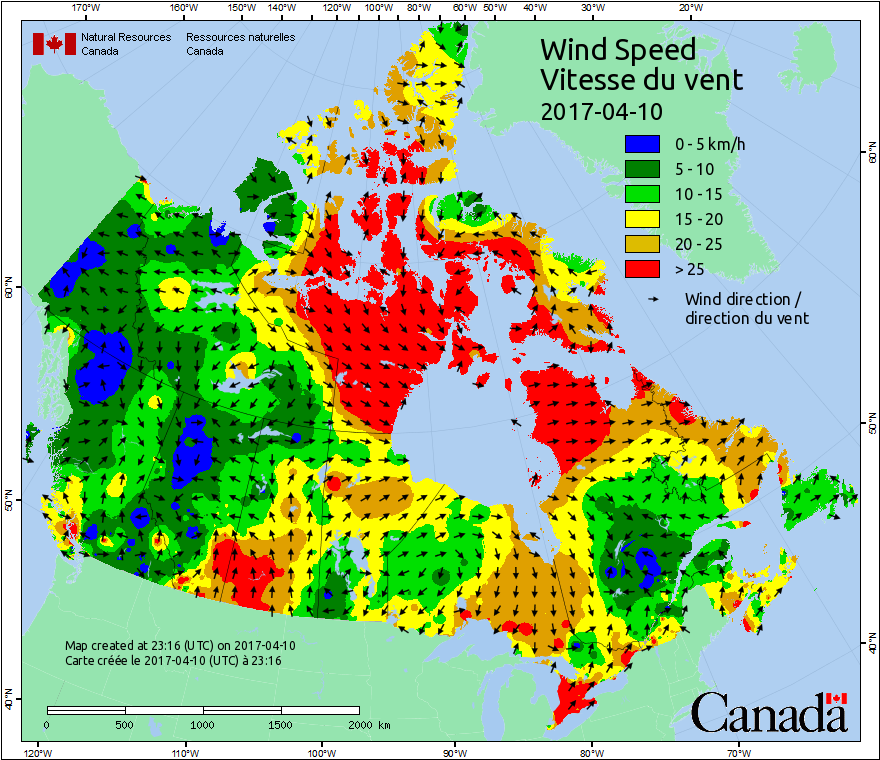 170°W 160°W 150°W 140°W 120°W 100°W 80°W 60°W 50°W 40°W 30°W 20°W
Natural Resources Ressources naturelles
Canada Canada
Wind Speed
Vitesse du vent
2017-04-10
0 - 5 km/h
5 - 10
10 - 15
15 - 20
20 - 25
> 25
Wind direction /
direction du vent
60°N
60°N
50°N
50°N
40°N
40°N
Map created at 23:16 (UTC) on 2017-04-10
Carte créée le 2017-04-10 (UTC) à 23:16
0 500 1000 1500 2000 km
Canada
120°W 110°W 100°W 90°W 80°W 70°W